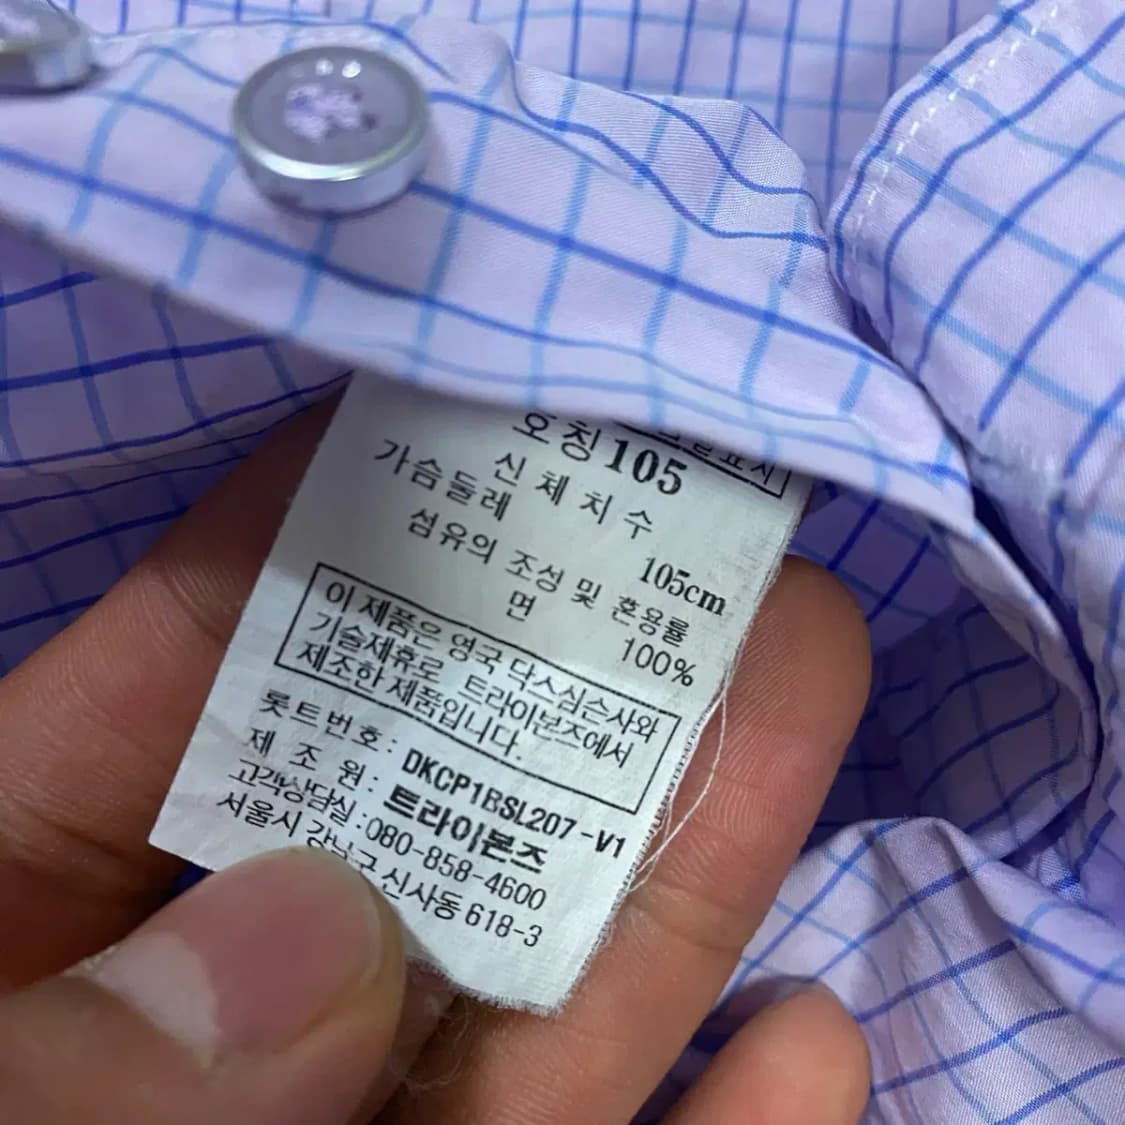 호칭 105
신 체 치 수
가슴둘레 105cm
섬유의 조성 및 혼용률
면 100%
이 제품은 영국 닥스심슨사와
기술제휴로 트라이본즈에서
제조한 제품입니다.
롯트번호: DKCP1BSL207-V1
제 조 원: 트라이본즈
고객상담실:080-858-4600
서울시 강남구 신사동 618-3